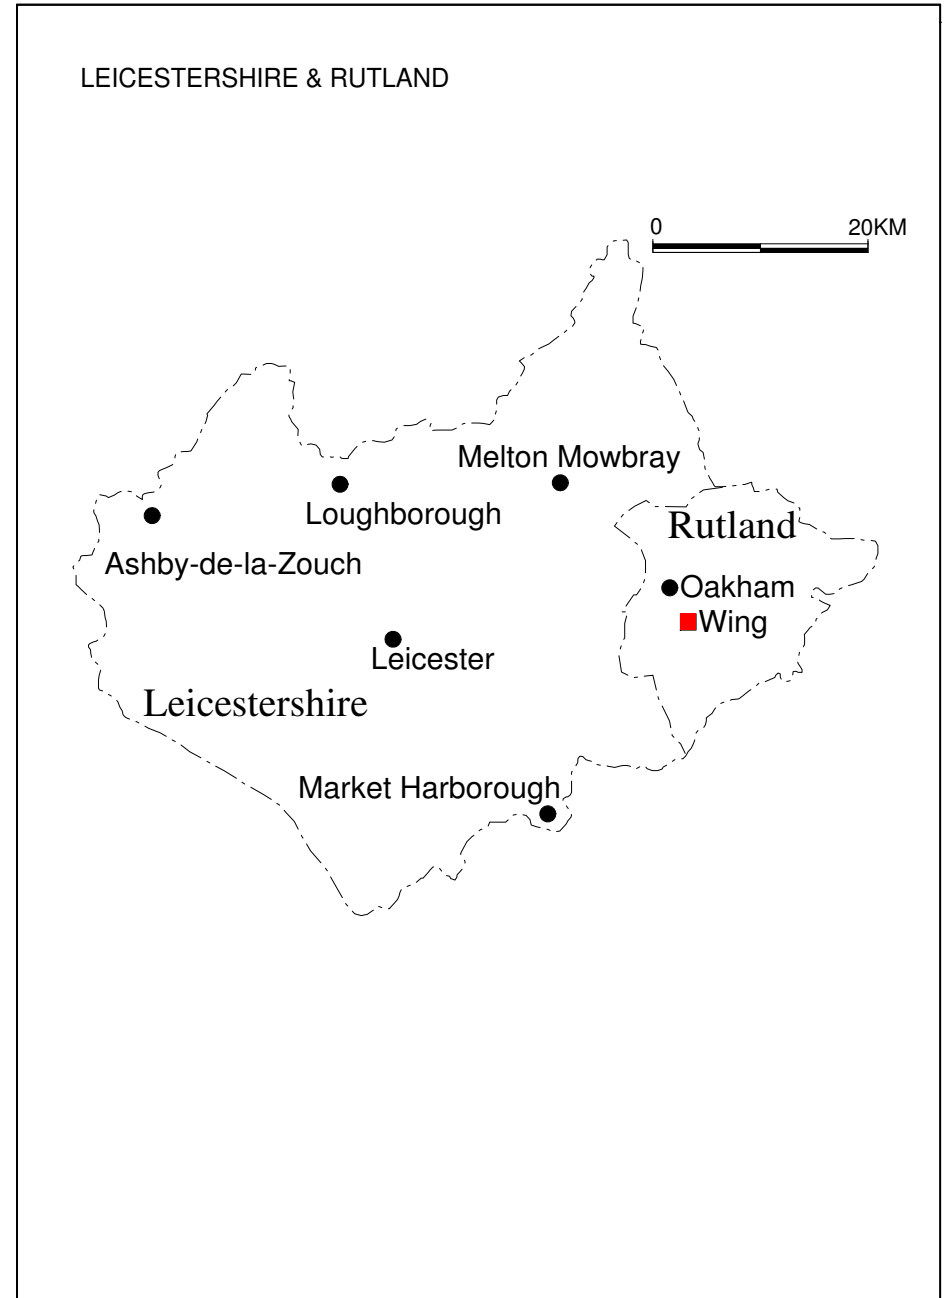 LEICESTERSHIRE & RUTLAND
0 20KM
Melton Mowbray
Loughborough
Rutland
Ashby-de-la-Zouch
Oakham
Wing
Leicester
Leicestershire
Market Harborough